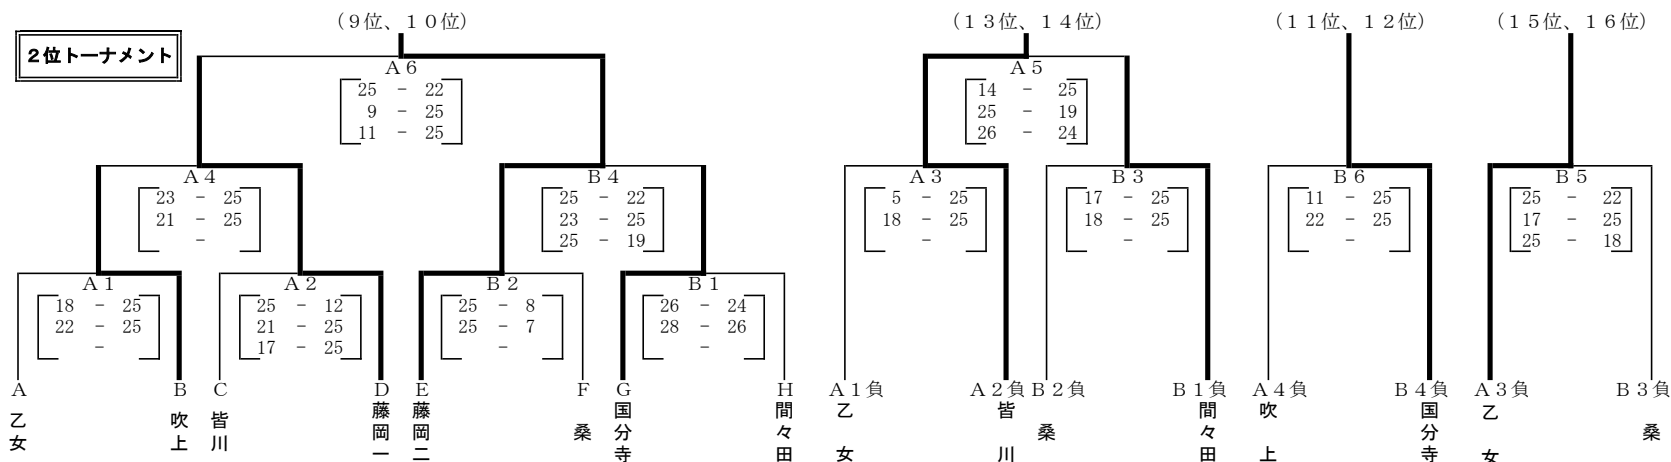 （９位、１０位）
（１３位、１４位）
（１１位、１２位）
（１５位、１６位）
２位トーナメント
Ａ６
25 － 22
9 － 25
11 － 25
Ａ５
14 － 25
25 － 19
26 － 24
Ａ４
23 － 25
21 － 25
－
Ｂ４
25 － 22
23 － 25
25 － 19
Ａ３
5 － 25
18 － 25
－
Ｂ３
17 － 25
18 － 25
－
Ｂ６
11 － 25
22 － 25
－
Ｂ５
25 － 22
17 － 25
25 － 18
Ａ１
18 － 25
22 － 25
－
Ａ２
25 － 12
21 － 25
17 － 25
Ｂ２
25 － 8
25 － 7
－
Ｂ１
26 － 24
28 － 26
－
Ａ
乙女
Ｂ
吹上
Ｃ
皆川
Ｄ
藤岡一
Ｅ
藤岡二
Ｆ
桑
Ｇ
国分寺
Ｈ
間々田
Ａ１負
乙女
Ａ２負
皆川
Ｂ２負
桑
Ｂ１負
間々田
Ａ４負
吹上
Ｂ４負
国分寺
Ａ３負
乙女
Ｂ３負
桑